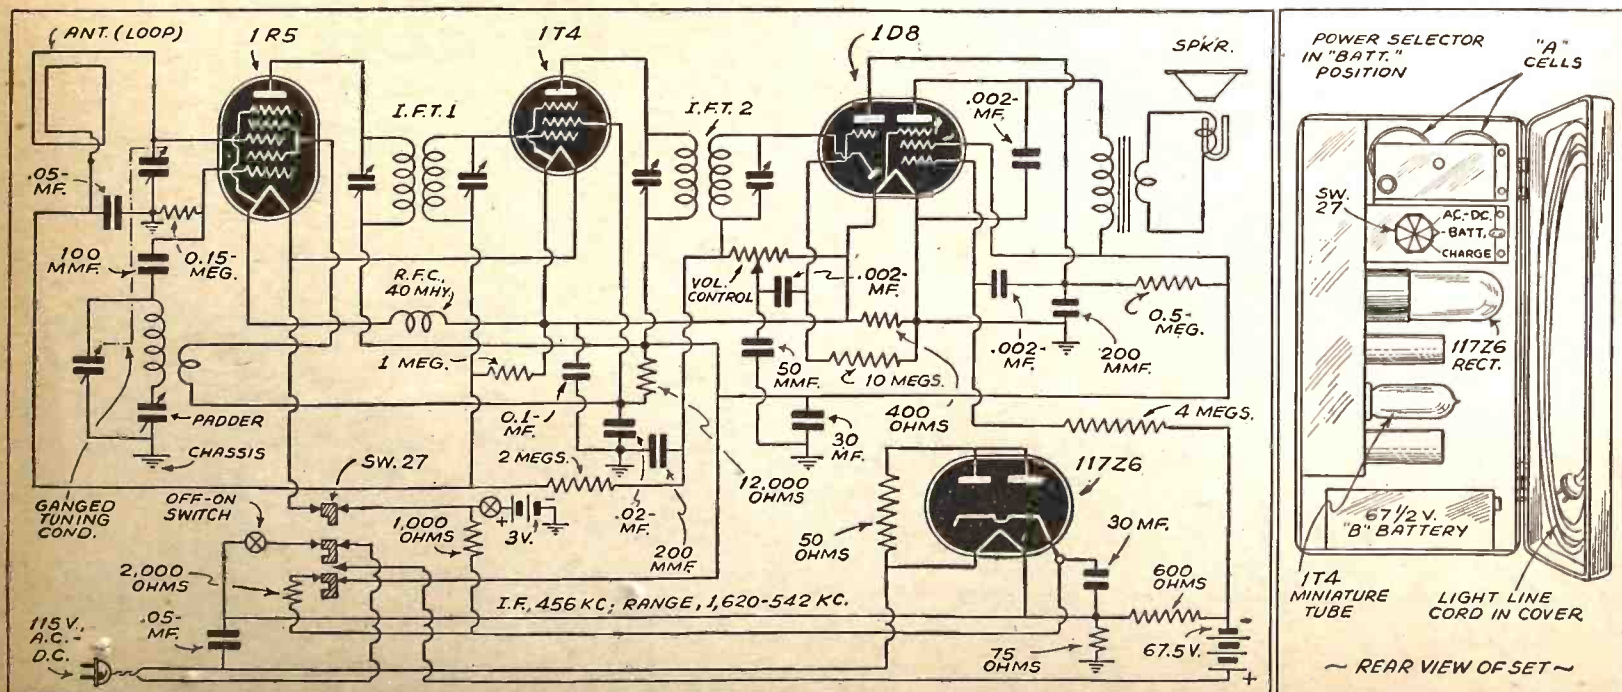 ANT. (LOOP)
1R5
1T4
1D8
SPKR.
I.F.T. 1
I.F.T. 2
.002-
MF.
.05-
MF.
100
MMF.
0.15-
MEG.
R.F.C.,
40 MHY.
VOL.
CONTROL
.002-
MF.
1 MEG.
50
MMF.
10 MEGS.
.002-
MF.
200
MMF.
0.5-
MEG.
PADDER
CHASSIS
0.1-
MF.
400
OHMS
4 MEGS.
30
MF.
GANGED
TUNING
COND.
OFF-ON
SWITCH
SW. 27
2 MEGS.
12,000
OHMS
117Z6
1,000
OHMS
+
-
3V.
.02-
MF.
200
MMF.
50
OHMS
30 MF.
2,000
OHMS
600
OHMS
I.F., 456 KC; RANGE, 1,620-542 KC.
115 V.,
A.C.-
D.C.
.05-
MF.
75
OHMS
67.5 V.
-
+
POWER SELECTOR
IN "BATT."
POSITION
"A"
CELLS
SW.
27
AC.-DC.
-BATT.
CHARGE
117Z6
RECT.
67 1/2 V.
"B" BATTERY
1T4
MINIATURE
TUBE
LIGHT LINE
CORD IN COVER
~ REAR VIEW OF SET ~